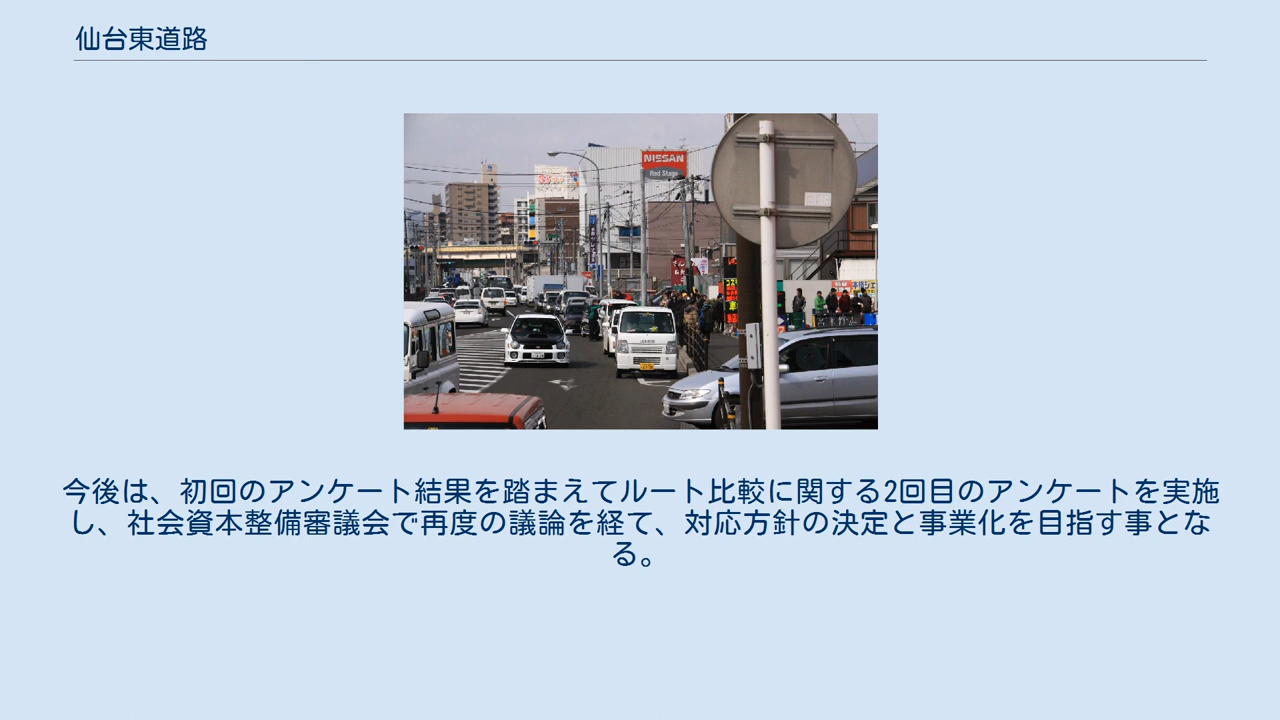 仙台東道路
NISSAN
Red Stage
今後は、初回のアンケート結果を踏まえてルート比較に関する2回目のアンケートを実施
し、社会資本整備審議会で再度の議論を経て、対応方針の決定と事業化を目指す事とな
る。